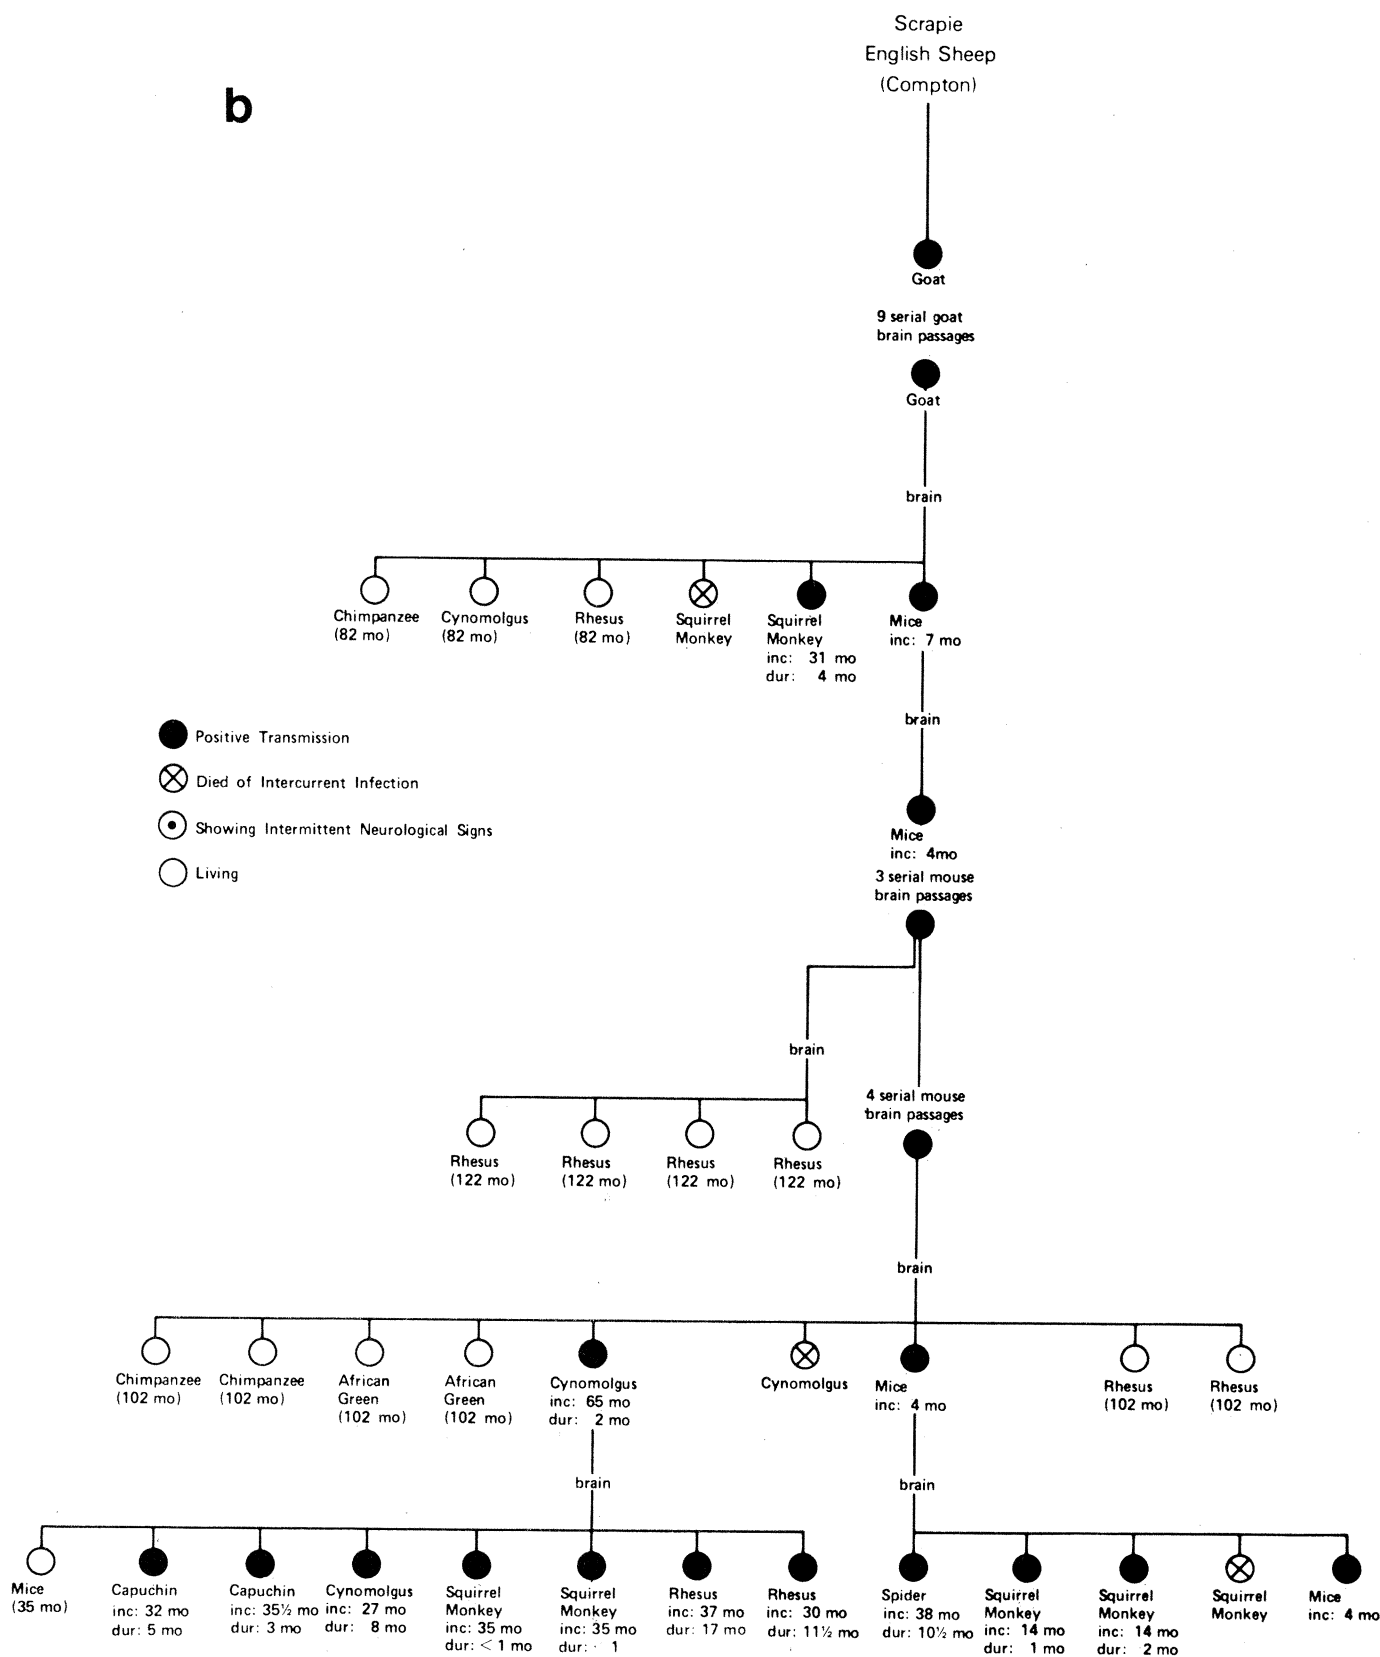 Scrapie
English Sheep
(Compton)
b
Goat
9 serial goat
brain passages
Goat
brain
Chimpanzee
(82 mo)
Cynomolgus
(82 mo)
Rhesus
(82 mo)
Squirrel
Monkey
Squirrel
Monkey
inc: 31 mo
dur: 4 mo
Mice
inc: 7 mo
brain
Positive Transmission
Died of Intercurrent Infection
Showing Intermittent Neurological Signs
Living
Mice
inc: 4mo
3 serial mouse
brain passages
brain
4 serial mouse
brain passages
Rhesus
(122 mo)
Rhesus
(122 mo)
Rhesus
(122 mo)
Rhesus
(122 mo)
brain
Chimpanzee
(102 mo)
Chimpanzee
(102 mo)
African
Green
(102 mo)
African
Green
(102 mo)
Cynomolgus
inc: 65 mo
dur: 2 mo
Cynomolgus
Mice
inc: 4 mo
Rhesus
(102 mo)
Rhesus
(102 mo)
brain
brain
Mice
(35 mo)
Capuchin
inc: 32 mo
dur: 5 mo
Capuchin
inc: 35½ mo
dur: 3 mo
Cynomolgus
inc: 27 mo
dur: 8 mo
Squirrel
Monkey
inc: 35 mo
dur: < 1 mo
Squirrel
Monkey
inc: 35 mo
dur: 1
Rhesus
inc: 37 mo
dur: 17 mo
Rhesus
inc: 30 mo
dur: 11½ mo
Spider
inc: 38 mo
dur: 10½ mo
Squirrel
Monkey
inc: 14 mo
dur: 1 mo
Squirrel
Monkey
inc: 14 mo
dur: 2 mo
Squirrel
Monkey
Mice
inc: 4 mo